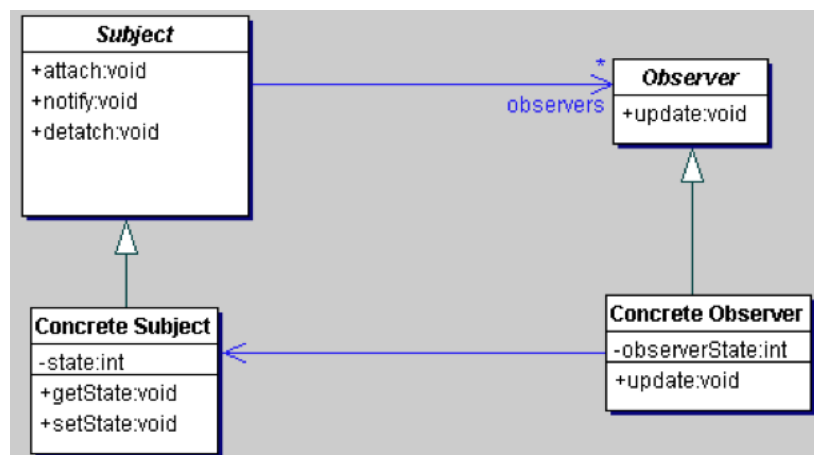 Subject
+attach:void
+notify:void
+detatch:void
*
observers
Observer
+update:void
Concrete Subject
-state:int
+getState:void
+setState:void
Concrete Observer
-observerState:int
+update:void